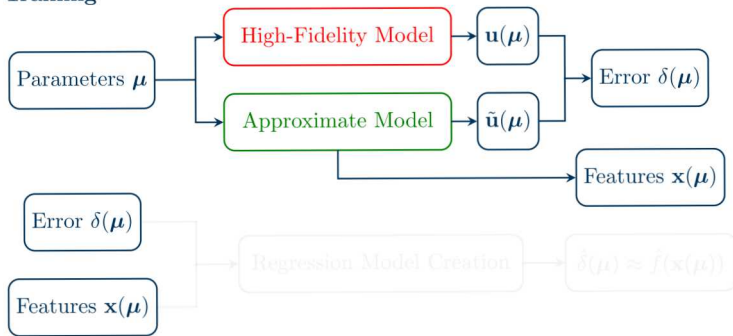 Training
High-Fidelity Model
u(μ)
Parameters μ
Error δ(μ)
Approximate Model
ũ(μ)
Features x(μ)
Error δ(μ)
Regression Model Creation
δ̂(μ) ≈ f̂(x(μ))
Features x(μ)